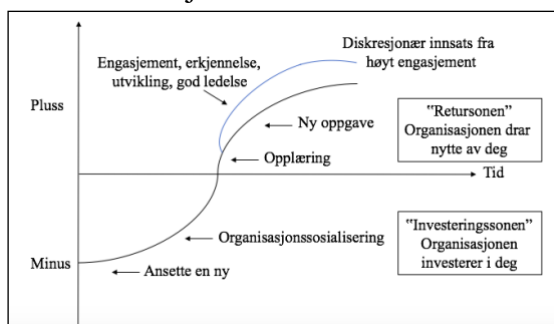 Diskresjonær innsats fra
høyt engasjement
Engasjement, erkjennelse,
utvikling, god ledelse
Pluss
Ny oppgave
"Retursonen"
Organisasjonen drar
nytte av deg
Opplæring
Tid
Organisasjonssosialisering
"Investeringssonen"
Organisasjonen
investerer i deg
Minus
Ansette en ny